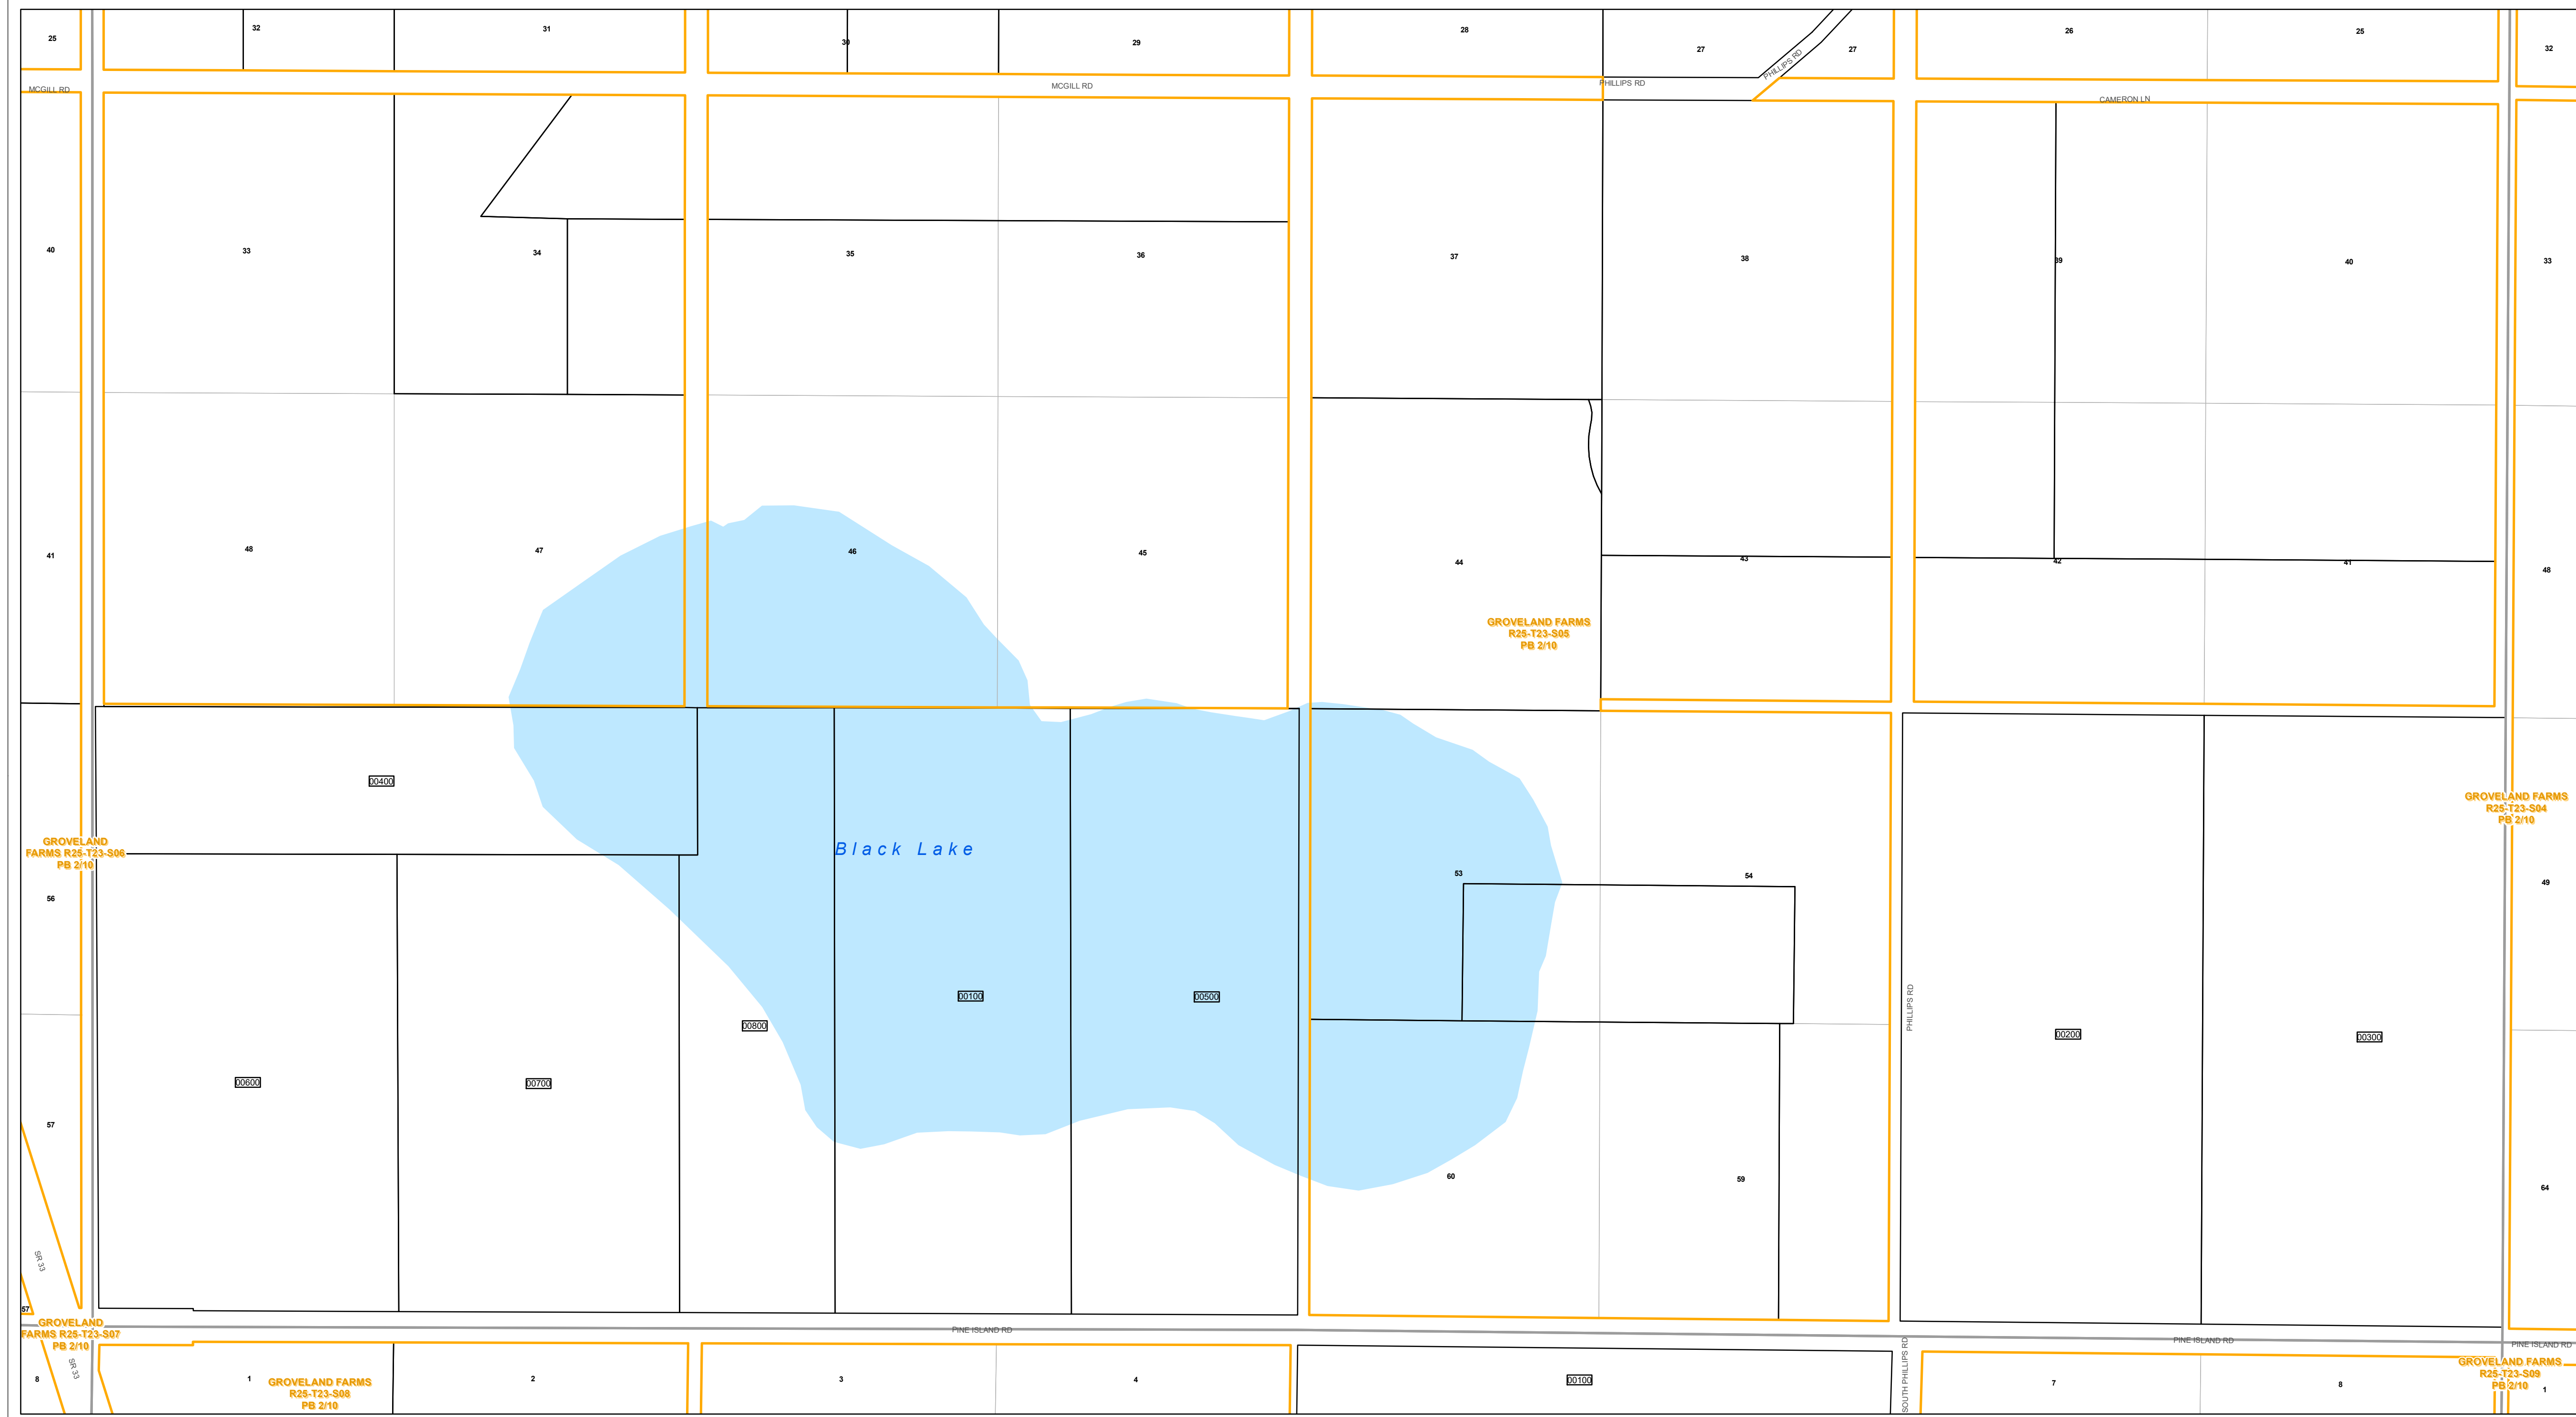 25
32
31
30
29
28
27
27
26
25
32
MCGILL RD
MCGILL RD
PHILLIPS RD
PHILLIPS RD
CAMERON LN
40
33
34
35
36
37
38
39
40
33
41
48
47
46
45
44
43
42
41
48
GROVELAND FARMS
R25-T23-S05
PB 2/10
00400
GROVELAND
FARMS R25-T23-S06
PB 2/10
Black Lake
GROVELAND FARMS
R25-T23-S04
PB 2/10
56
53
54
49
00600
00700
00800
00100
00500
PHILLIPS RD
00200
00300
57
60
59
64
SR 33
57
GROVELAND
FARMS R25-T23-S07
PB 2/10
PINE ISLAND RD
PINE ISLAND RD
PINE ISLAND RD
SR 33
8
1
GROVELAND FARMS
R25-T23-S08
PB 2/10
2
3
4
00100
SOUTH PHILLIPS RD
7
8
GROVELAND FARMS
R25-T23-S09
PB 2/10
1